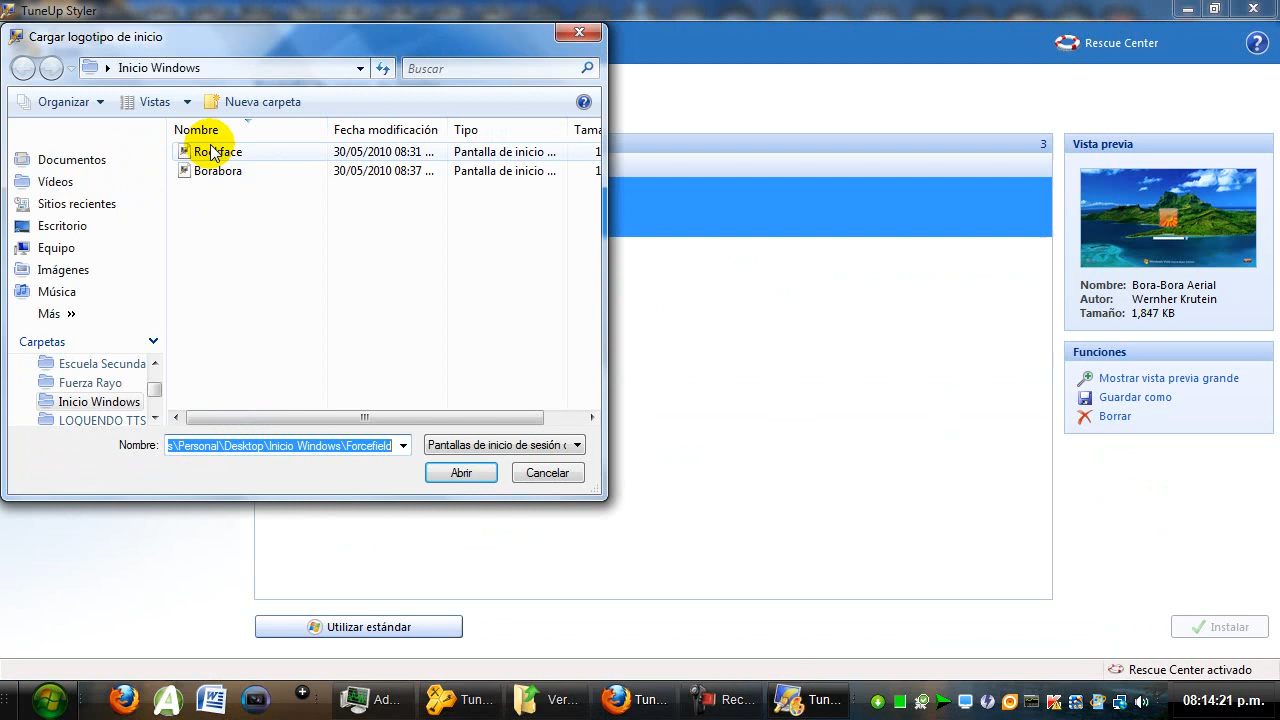 TuneUp Styler
Cargar logotipo de inicio
Inicio Windows
Buscar
Organizar
Vistas
Nueva carpeta
Rescue Center
Nombre
Fecha modificación
Tipo
Tama
30/05/2010 08:31 ...
Pantalla de inicio ...
1
Borabora
30/05/2010 08:37 ...
Pantalla de inicio ...
1
Documentos
Vídeos
Sitios recientes
Escritorio
Equipo
Imágenes
Música
Más »
Carpetas
Escuela Secunda
Fuerza Rayo
Inicio Windows
LOQUENDO TTS
Nombre:
s\Personal\Desktop\Inicio Windows\Forcefield
Pantallas de inicio de sesión
Abrir
Cancelar
3
Vista previa
Nombre: Bora-Bora Aerial
Autor: Wernher Krutein
Tamaño: 1,847 KB
Funciones
Mostrar vista previa grande
Guardar como
Borrar
Utilizar estándar
Instalar
Rescue Center activado
Ad...
Tun...
Ver...
Tun...
Rec...
Tun...
08:14:21 p.m.